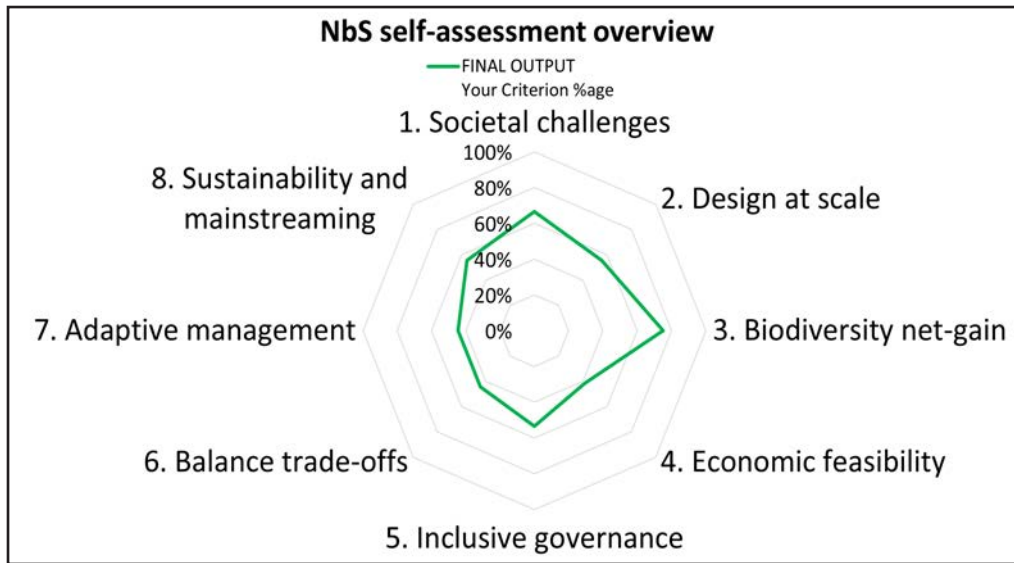 NbS self-assessment overview
FINAL OUTPUT
Your Criterion %age
1. Societal challenges
100%
80%
60%
40%
20%
0%
2. Design at scale
3. Biodiversity net-gain
4. Economic feasibility
5. Inclusive governance
6. Balance trade-offs
7. Adaptive management
8. Sustainability and
mainstreaming